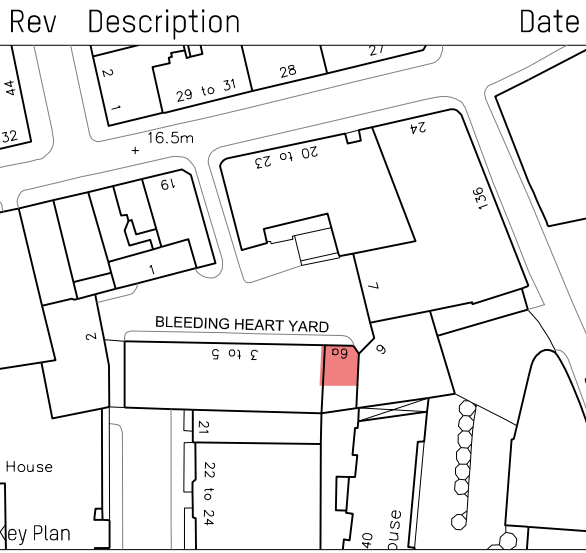 Rev Description Date
44
2
1
29 to 31
28
27
32
16.5m
24
20 to 23
19
136
1
7
2
BLEEDING HEART YARD
3 to 5
6a
6
21
22 to 24
House
Key Plan
40
ouse